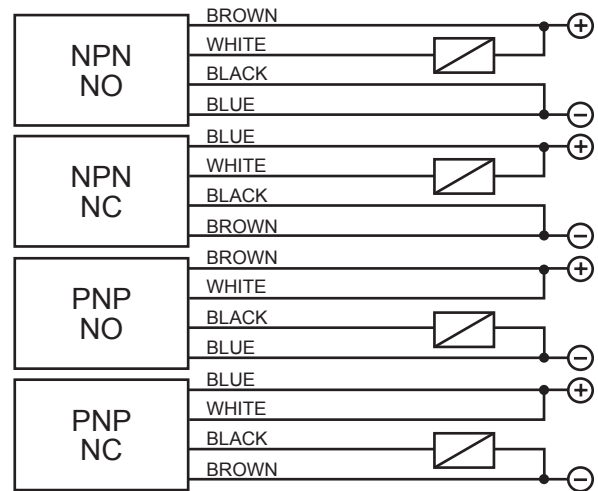 BROWN
WHITE
NPN
NO
BLACK
BLUE
+
−
BLUE
WHITE
NPN
NC
BLACK
BROWN
+
−
BROWN
WHITE
PNP
NO
BLACK
BLUE
+
−
BLUE
WHITE
PNP
NC
BLACK
BROWN
+
−